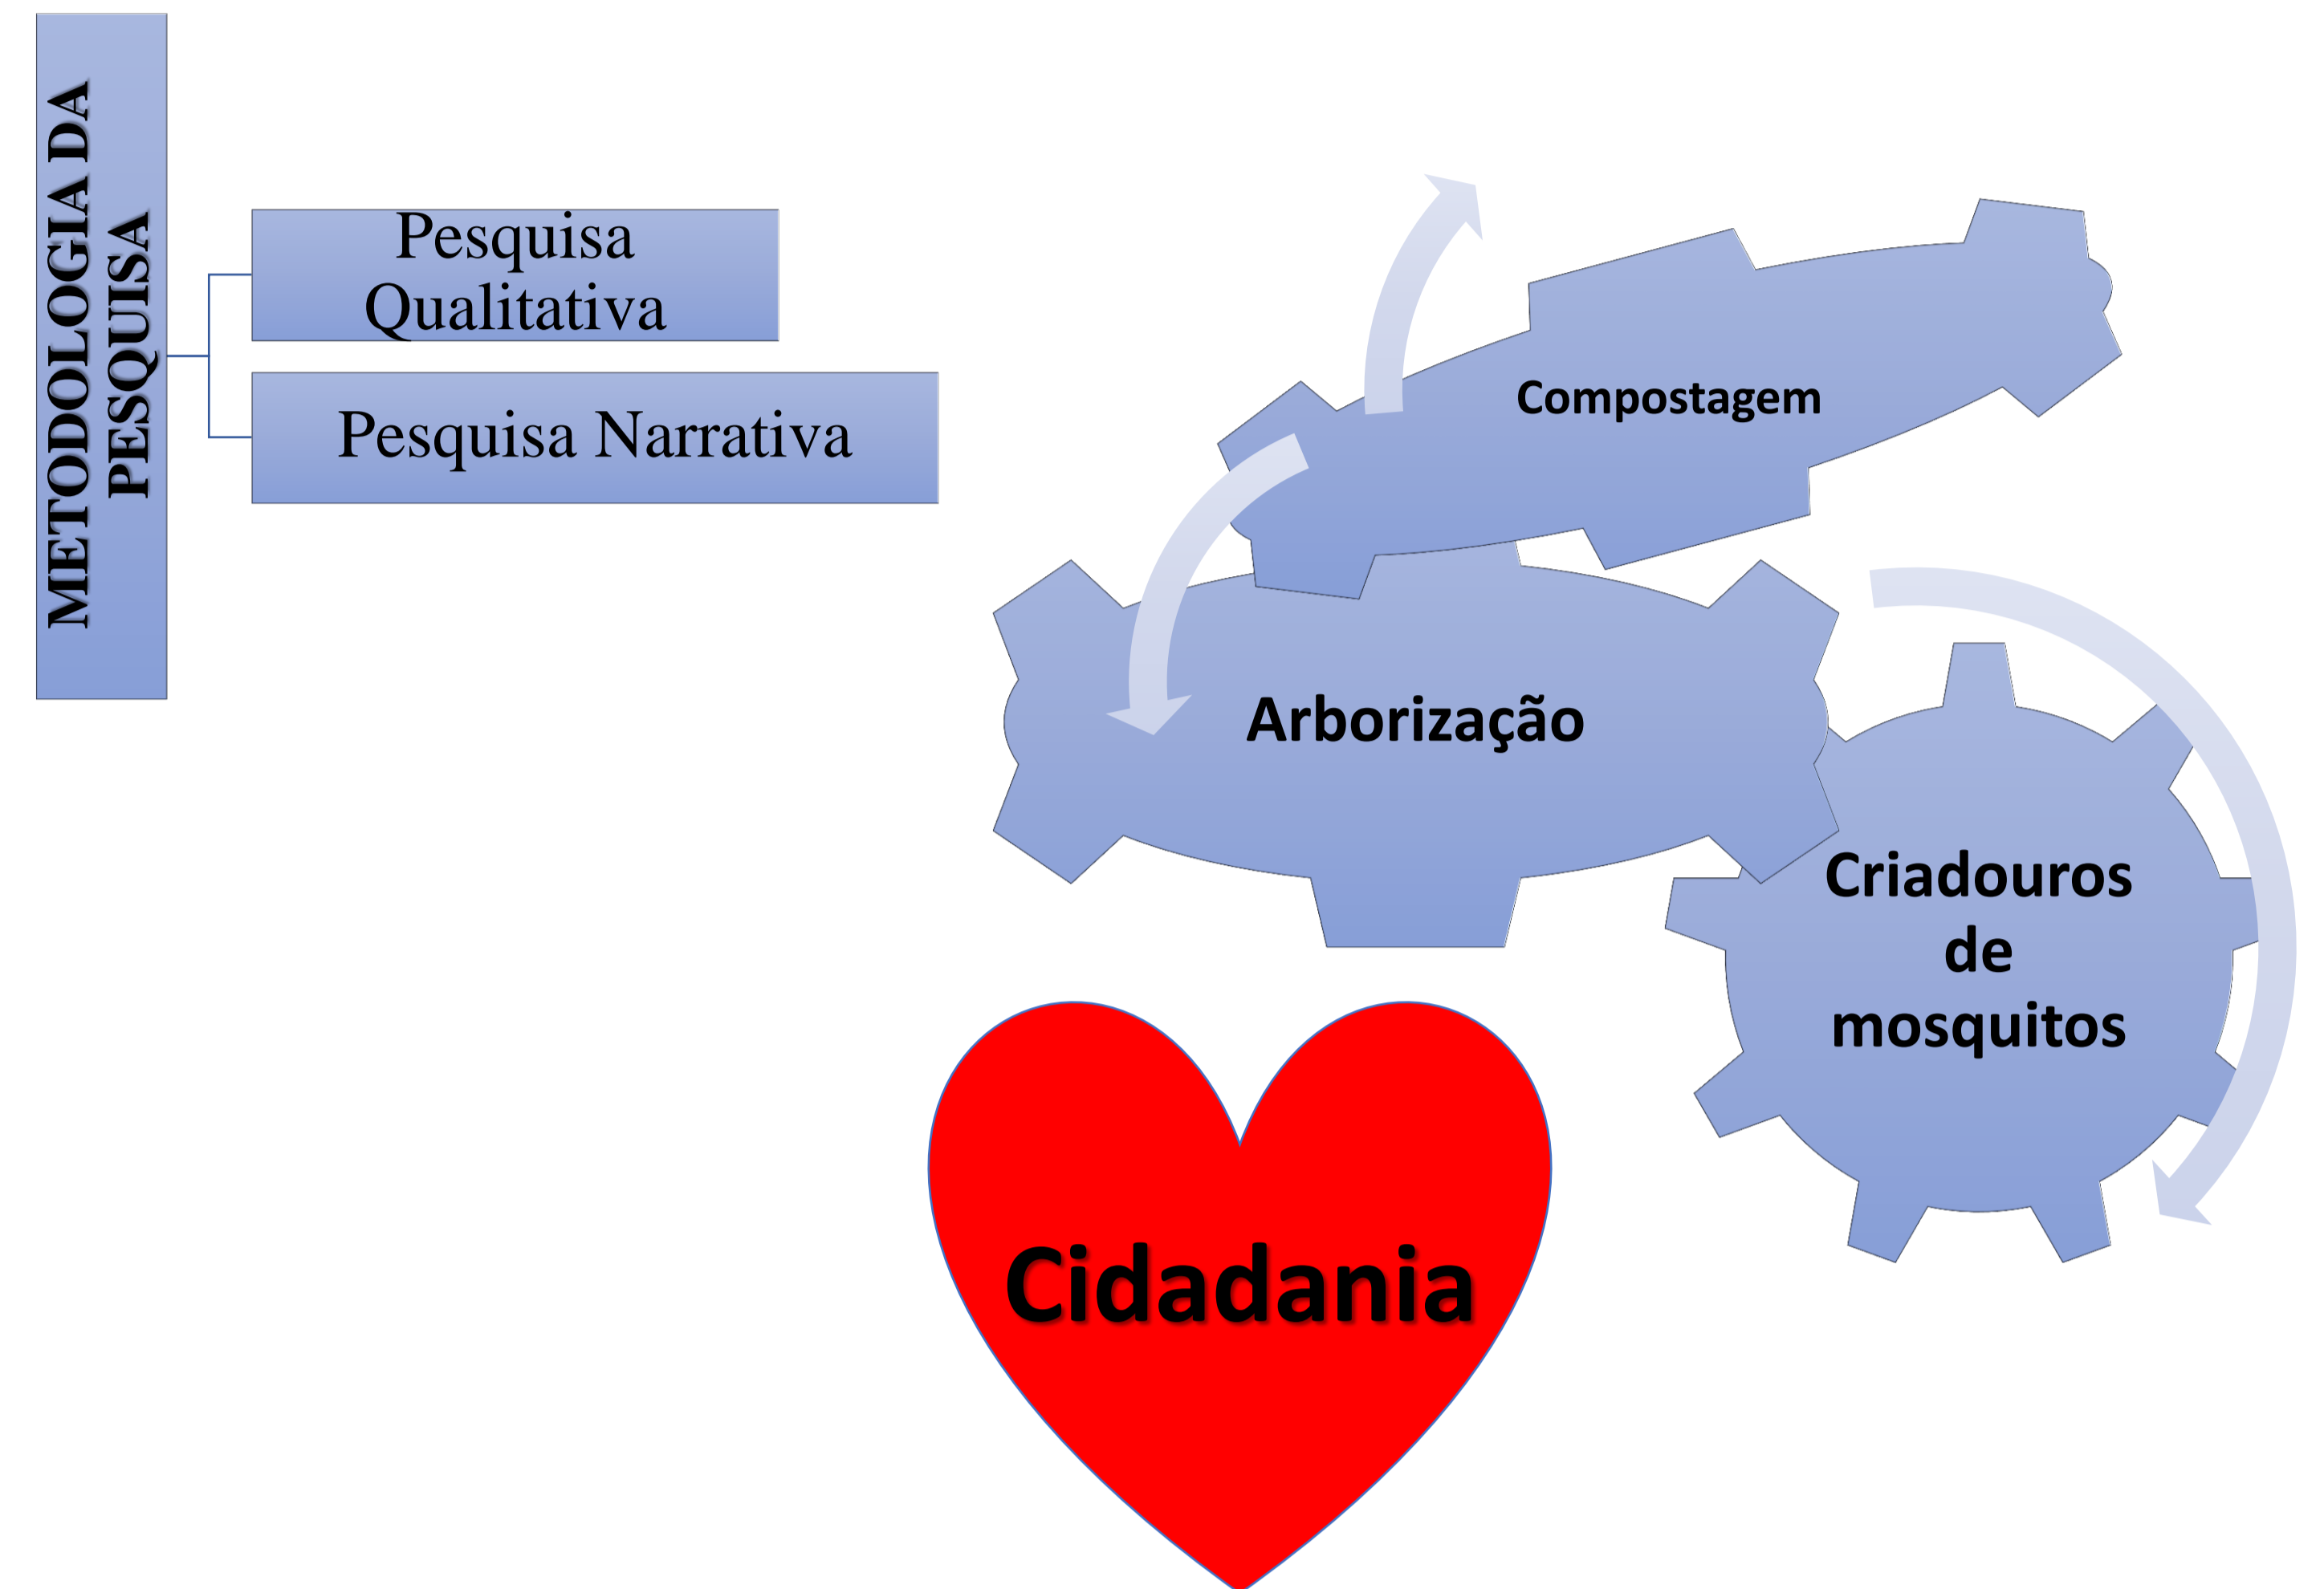 METODOLOGIA DA
PESQUISA
Pesquisa
Qualitativa
Pesquisa Narrativa
Compostagem
Arborização
Criadouros
de
mosquitos
Cidadania